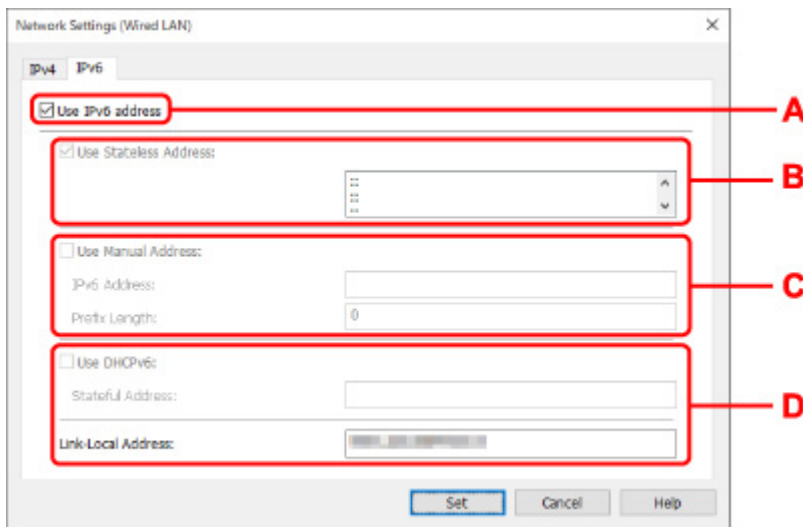 Network Settings (Wired LAN)
IPv4 IPv6
Use IPv6 address
A
Use Stateless Address:
::
::
::
B
Use Manual Address:
IPv6 Address:
Prefix Length: 0
C
Use DHCPv6:
Stateful Address:
D
Link-Local Address:
Set Cancel Help